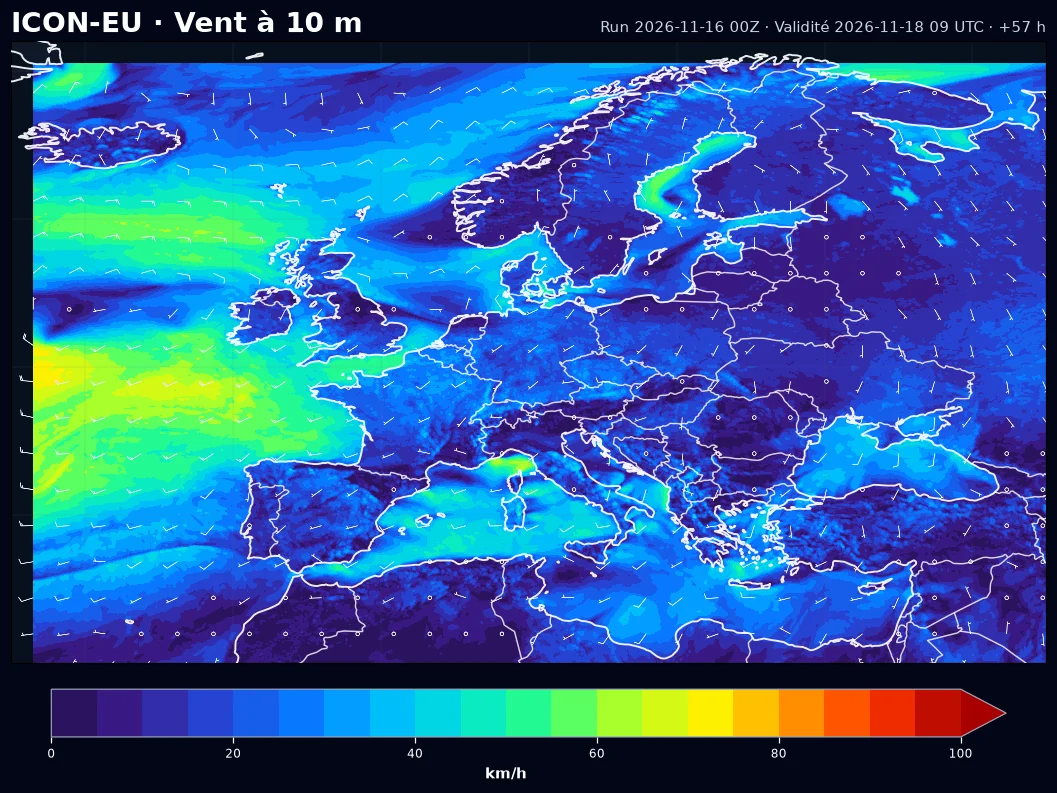 ICON-EU · Vent à 10 m
Run 2026-11-16 00Z · Validité 2026-11-18 09 UTC · +57 h
0 20 40 60 80 100
km/h